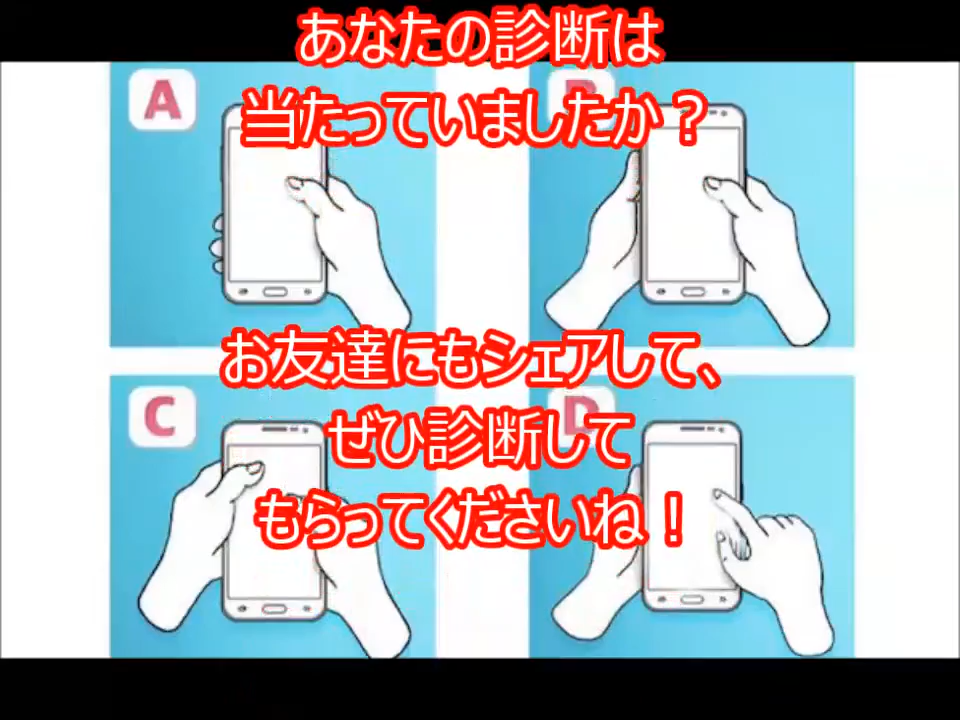 あなたの診断は
A
B
当たっていましたか？
お友達にもシェアして、
C
D
ぜひ診断して
もらってくださいね！